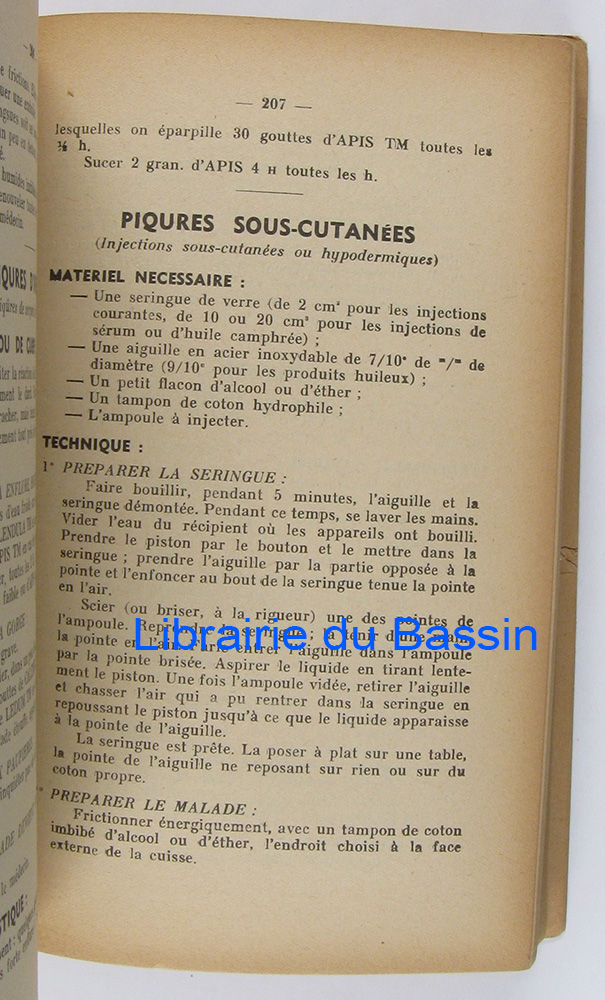 — 207 —
lesquelles on éparpille 30 gouttes d'APIS TM toutes les
½ h.
Sucer 2 gran. d'APIS 4 H toutes les h.
PIQURES SOUS-CUTANÉES
(Injections sous-cutanées ou hypodermiques)
MATERIEL NECESSAIRE :
— Une seringue de verre (de 2 cm³ pour les injections
courantes, de 10 ou 20 cm³ pour les injections de
sérum ou d'huile camphrée) ;
— Une aiguille en acier inoxydable de 7/10° de ᵐ/ᵐ de
diamètre (9/10° pour les produits huileux) ;
— Un petit flacon d'alcool ou d'éther ;
— Un tampon de coton hydrophile ;
— L'ampoule à injecter.
TECHNIQUE :
1° PREPARER LA SERINGUE :
Faire bouillir, pendant 5 minutes, l'aiguille et la
seringue démontée. Pendant ce temps, se laver les mains.
Vider l'eau du récipient où les appareils ont bouilli.
Prendre le piston par le bouton et le mettre dans la
seringue ; prendre l'aiguille par la partie opposée à la
pointe et l'enfoncer au bout de la seringue tenue la pointe
en l'air.
Scier (ou briser, à la rigueur) une des pointes de
l'ampoule. Reprendre la seringue ; la tenir d'une main,
la pointe en l'air. Faire entrer l'aiguille dans l'ampoule
par la pointe brisée. Aspirer le liquide en tirant lente-
ment le piston. Une fois l'ampoule vidée, retirer l'aiguille
et chasser l'air qui a pu rentrer dans la seringue en
repoussant le piston jusqu'à ce que le liquide apparaisse
à la pointe de l'aiguille.
La seringue est prête. La poser à plat sur une table,
la pointe de l'aiguille ne reposant sur rien ou sur du
coton propre.
PREPARER LE MALADE :
Frictionner énergiquement, avec un tampon de coton
imbibé d'alcool ou d'éther, l'endroit choisi à la face
externe de la cuisse.
Librairie du Bassin